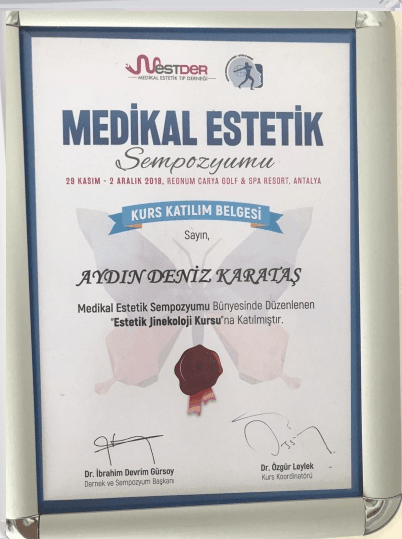 MESTDER
MEDİKAL ESTETİK TIP DERNEĞİ
MEDİKAL ESTETİK
Sempozyumu
29 KASIM - 2 ARALIK 2018, REGNUM CARYA GOLF & SPA RESORT, ANTALYA
KURS KATILIM BELGESİ
Sayın,
AYDIN DENİZ KARATAŞ
Medikal Estetik Sempozyumu Bünyesinde Düzenlenen
"Estetik Jinekoloji Kursu"na Katılmıştır.
Dr. İbrahim Devrim Gürsoy
Dernek ve Sempozyum Başkanı
Dr. Özgür Leylek
Kurs Koordinatörü